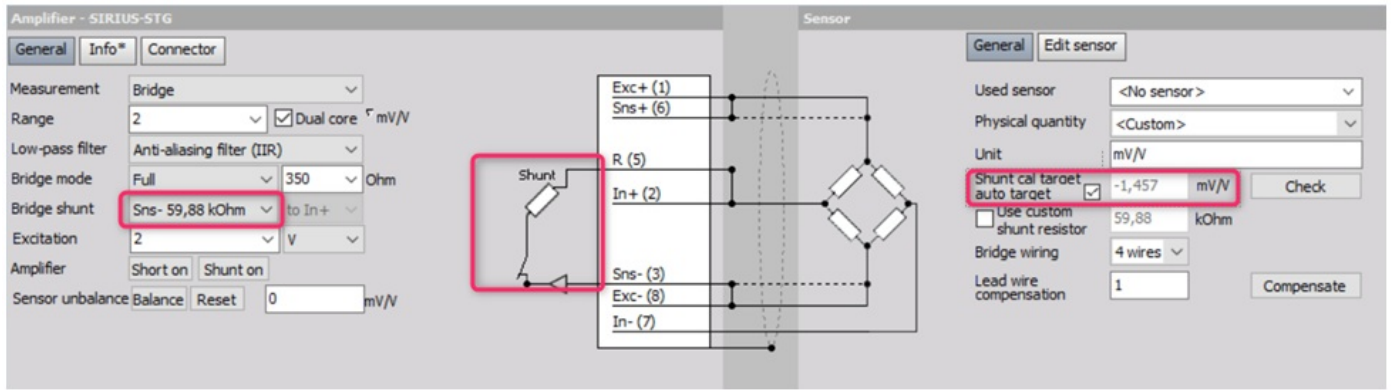 Amplifier - SIRIUS-STG
General Info* Connector
Measurement Bridge
Range 2 Dual core mV/V
Low-pass filter Anti-aliasing filter (IIR)
Bridge mode Full 350 Ohm
Bridge shunt Sns- 59,88 kOhm to In+
Excitation 2 V
Amplifier Short on Shunt on
Sensor unbalance Balance Reset 0 mV/V
Shunt
Exc+ (1)
Sns+ (6)
R (5)
In+ (2)
Sns- (3)
Exc- (8)
In- (7)
Sensor
General Edit sensor
Used sensor <No sensor>
Physical quantity <Custom>
Unit mV/V
Shunt cal target
auto target -1,457 mV/V Check
Use custom
shunt resistor 59,88 kOhm
Bridge wiring 4 wires
Lead wire
compensation 1 Compensate